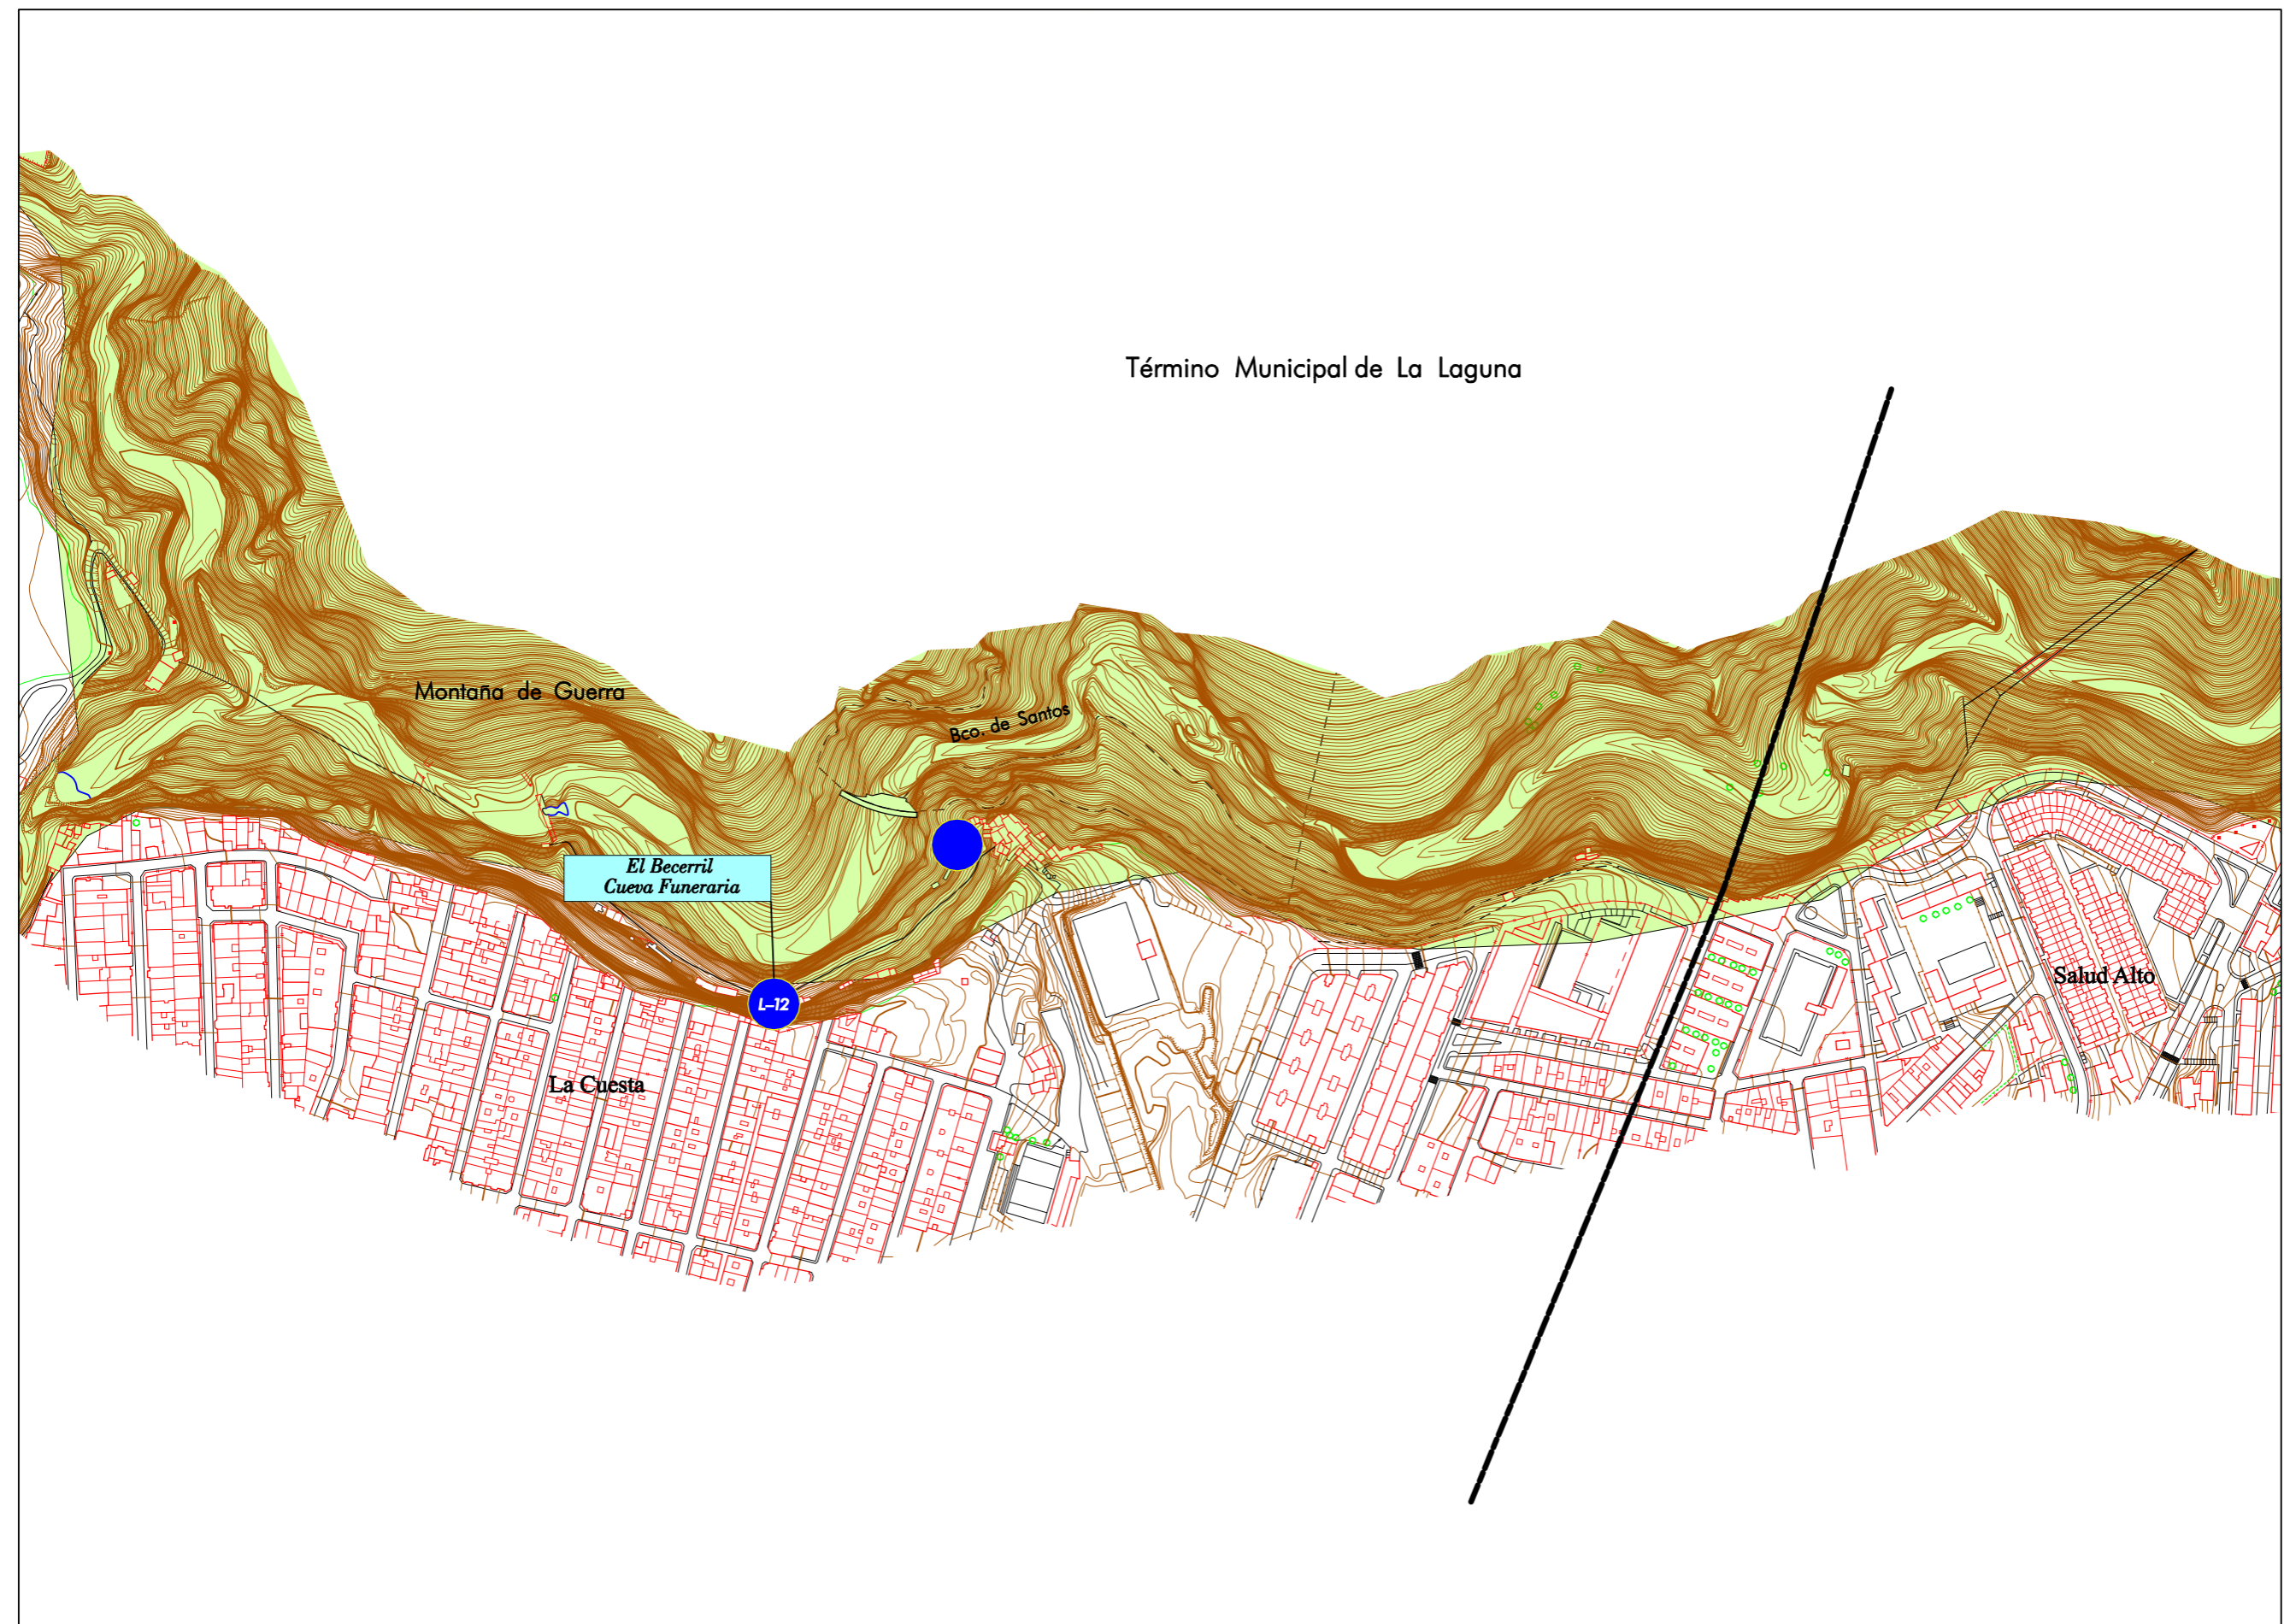 Término Municipal de La Laguna
Montaña de Guerra
Bco. de Santos
El Becerril
Cueva Funeraria
Salud Alto
L-12
La Cuesta